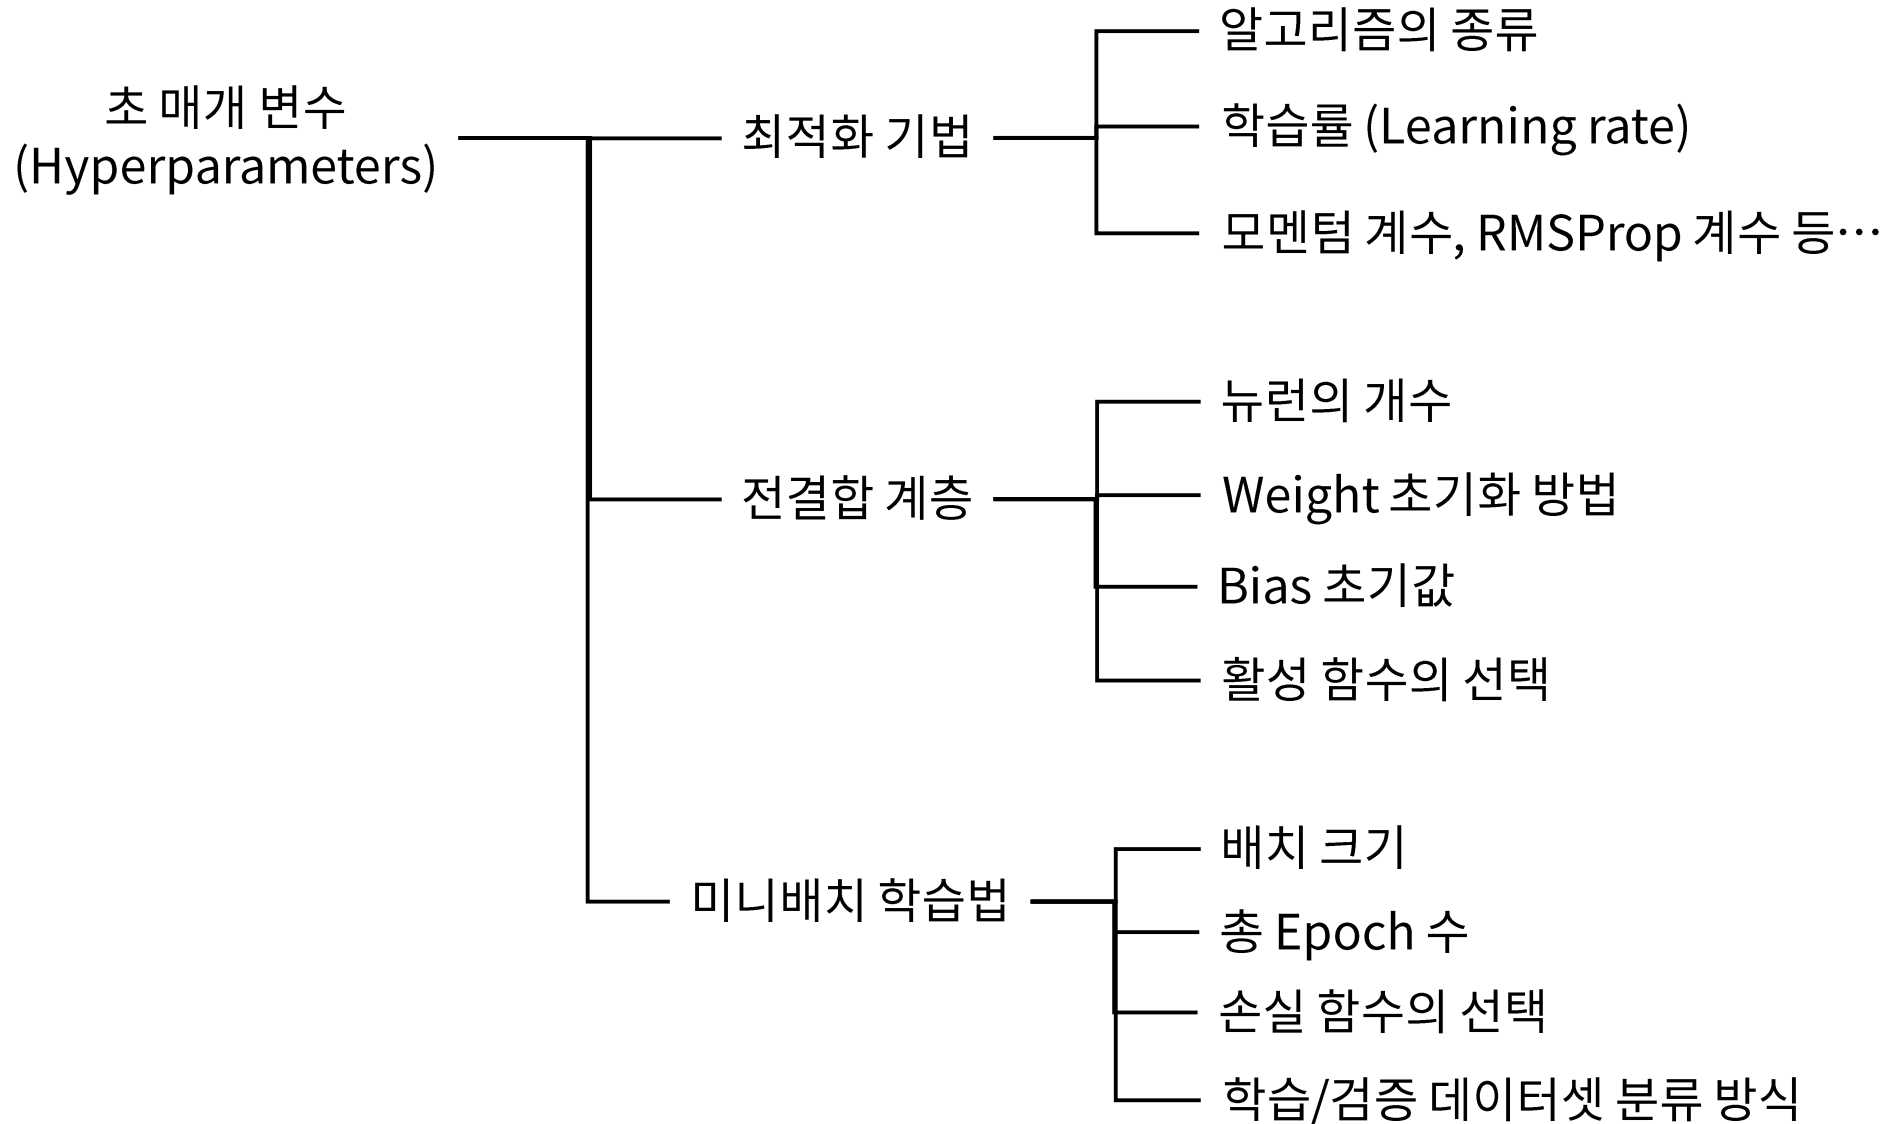 초 매개 변수
(Hyperparameters)
최적화 기법
알고리즘의 종류
학습률 (Learning rate)
모멘텀 계수, RMSProp 계수 등…
전결합 계층
뉴런의 개수
Weight 초기화 방법
Bias 초기값
활성 함수의 선택
미니배치 학습법
배치 크기
총 Epoch 수
손실 함수의 선택
학습/검증 데이터셋 분류 방식